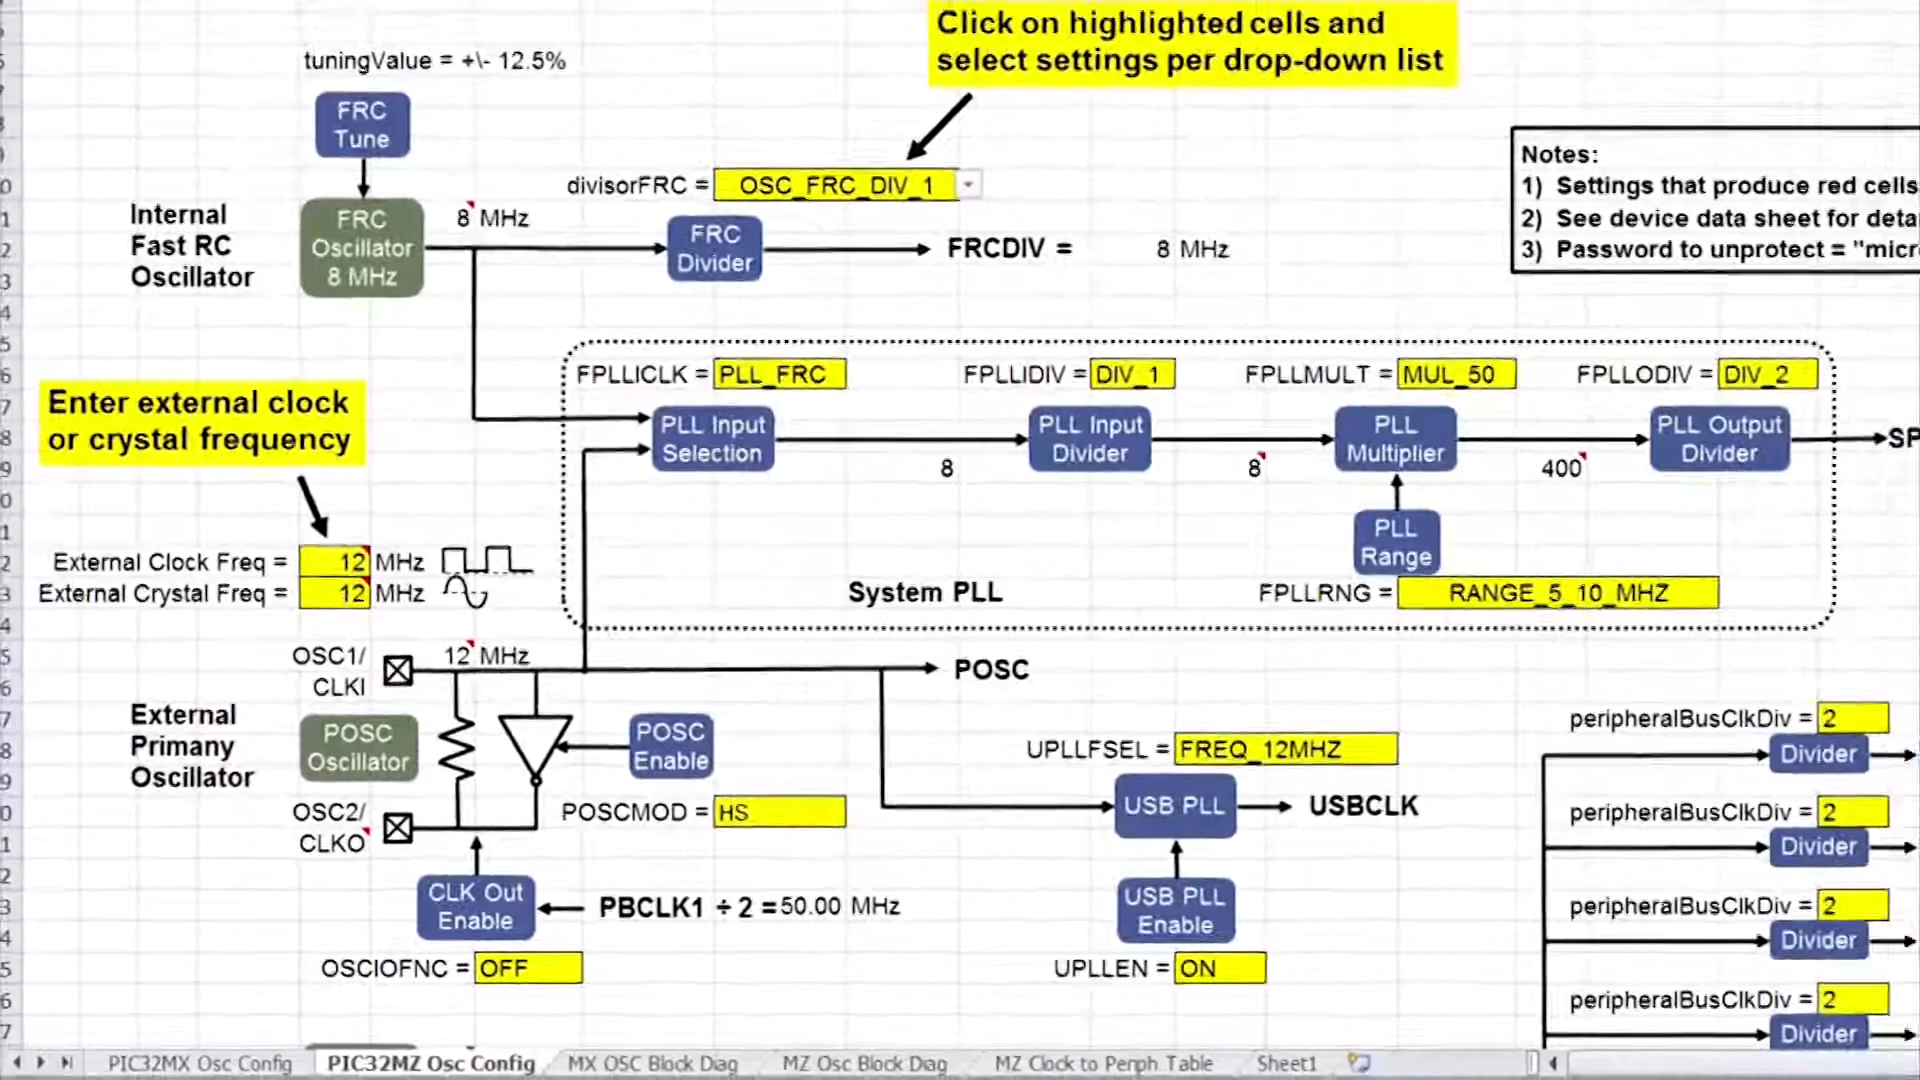 Click on highlighted cells and
select settings per drop-down list
tuningValue = +\- 12.5%
FRC
Tune
Notes:
1) Settings that produce red cells
2) See device data sheet for
3) Password to unprotect =
divisorFRC = OSC_FRC_DIV_1
Internal
Fast RC
Oscillator
FRC
Oscillator
8 MHz
8 MHz
FRC
Divider
FRCDIV = 8 MHz
Enter external clock
or crystal frequency
FPLLICLK = PLL_FRC
FPLLIDIV = DIV_1
FPLLMULT = MUL_50
FPLLODIV = DIV_2
PLL Input
Selection
PLL Input
Divider
PLL
Multiplier
PLL Output
Divider
8
8
400
PLL
Range
External Clock Freq = 12 MHz
External Crystal Freq = 12 MHz
System PLL
FPLLRNG = RANGE_5_10_MHZ
OSC1/
CLKI
12 MHz
POSC
External
Primary
Oscillator
POSC
Oscillator
POSC
Enable
UPLLFSEL = FREQ_12MHZ
USB PLL
USBCLK
OSC2/
CLKO
POSCMOD = HS
CLK Out
Enable
PBCLK1 ÷ 2 = 50.00 MHz
USB PLL
Enable
OSCIOFNC = OFF
UPLLEN = ON
peripheralBusClkDiv = 2
Divider
peripheralBusClkDiv = 2
Divider
peripheralBusClkDiv = 2
Divider
peripheralBusClkDiv = 2
Divider
PIC32MX Osc Config
PIC32MZ Osc Config
MX OSC Block Diag
MZ Osc Block Diag
MZ Clock to Perph Table
Sheet1